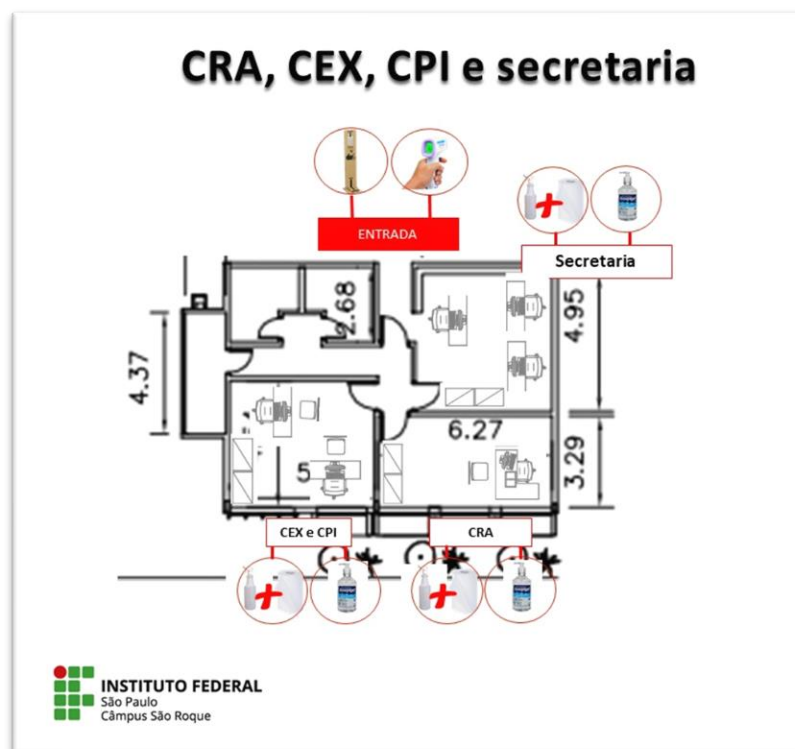 CRA, CEX, CPI e secretaria
ENTRADA
Secretaria
2.68
4.95
4.37
6.27
3.29
5
CEX e CPI
CRA
INSTITUTO FEDERAL
São Paulo
Câmpus São Roque